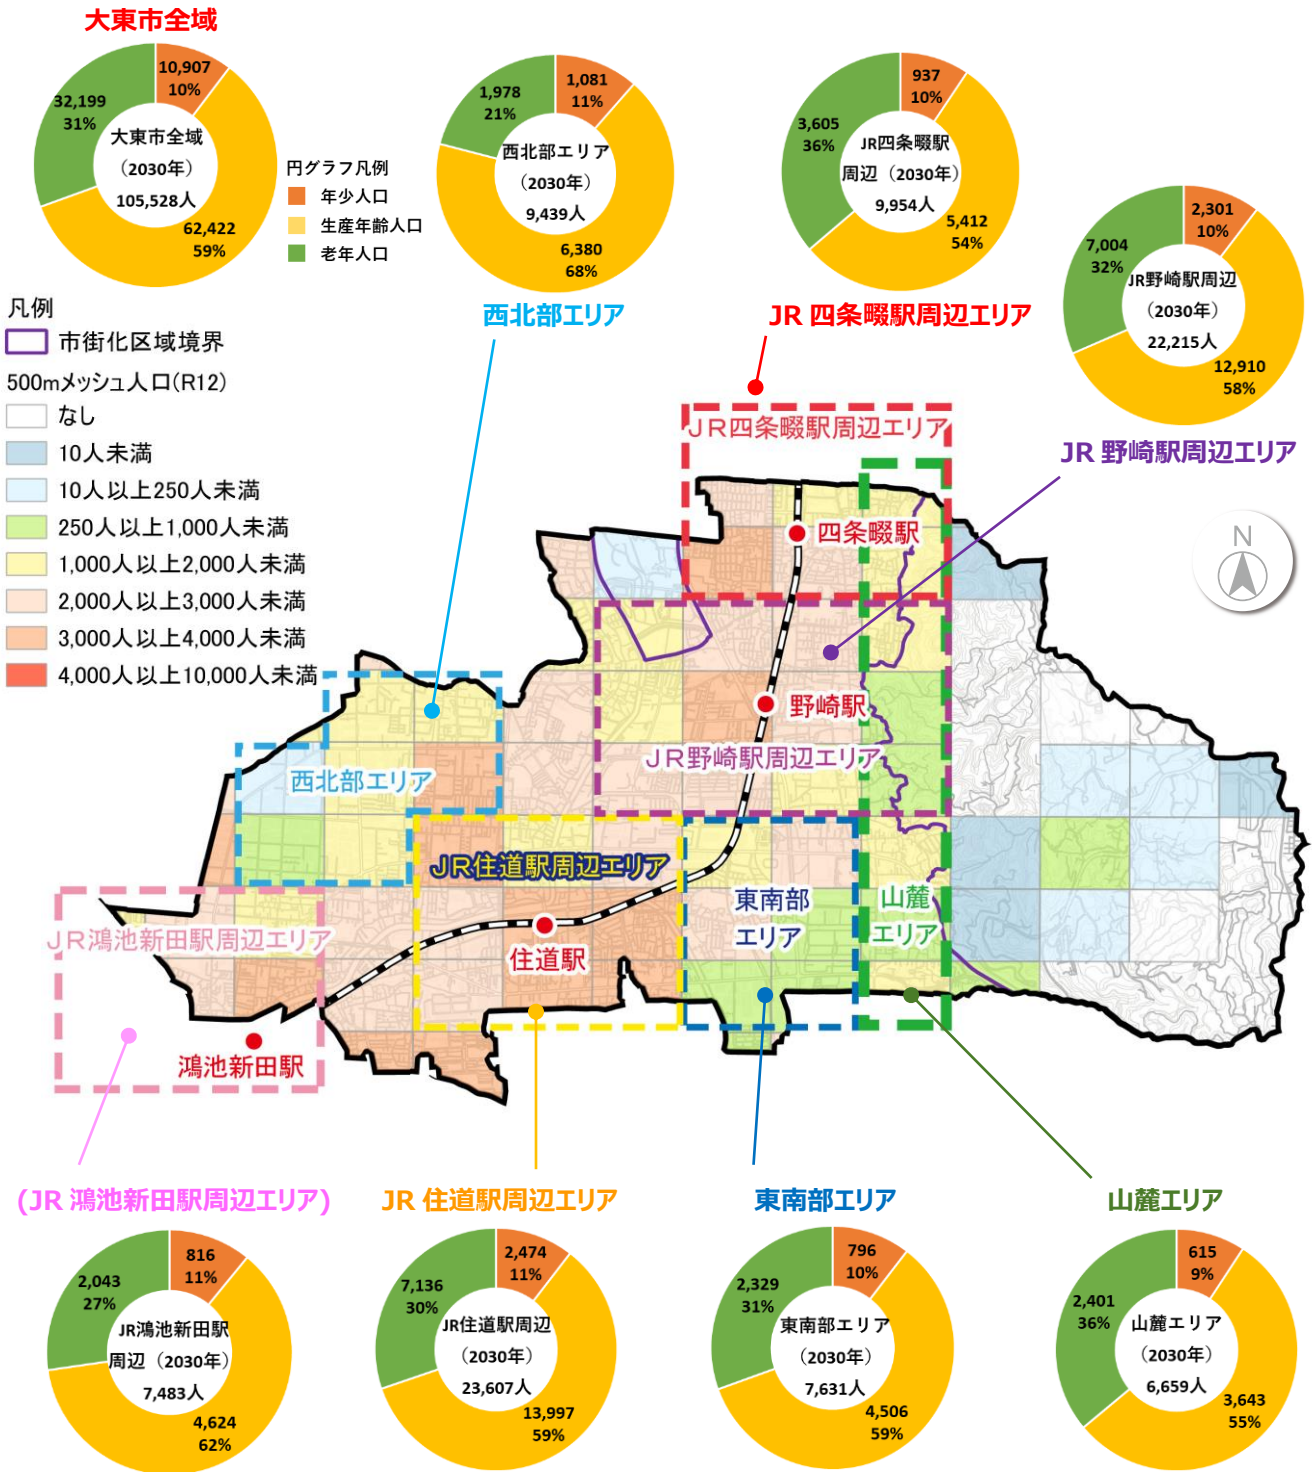 大東市全域
10,907
10%
32,199
31%
大東市全域
（2030年）
105,528人
62,422
59%
円グラフ凡例
年少人口
生産年齢人口
老年人口
1,081
11%
1,978
21%
西北部エリア
（2030年）
9,439人
6,380
68%
937
10%
3,605
36%
JR四条畷駅
周辺（2030年）
9,954人
5,412
54%
2,301
10%
7,004
32%
JR野崎駅周辺
（2030年）
22,215人
12,910
58%
西北部エリア
JR 四条畷駅周辺エリア
JR 野崎駅周辺エリア
凡例
市街化区域境界
500mメッシュ人口(R12)
なし
10人未満
10人以上250人未満
250人以上1,000人未満
1,000人以上2,000人未満
2,000人以上3,000人未満
3,000人以上4,000人未満
4,000人以上10,000人未満
JR四条畷駅周辺エリア
四条畷駅
N
野崎駅
JR野崎駅周辺エリア
西北部エリア
JR住道駅周辺エリア
東南部
エリア
山麓
エリア
JR鴻池新田駅周辺エリア
住道駅
鴻池新田駅
(JR 鴻池新田駅周辺エリア)
JR 住道駅周辺エリア
東南部エリア
山麓エリア
816
11%
2,043
27%
JR鴻池新田駅
周辺（2030年）
7,483人
4,624
62%
2,474
11%
7,136
30%
JR住道駅周辺
（2030年）
23,607人
13,997
59%
796
10%
2,329
31%
東南部エリア
（2030年）
7,631人
4,506
59%
615
9%
2,401
36%
山麓エリア
（2030年）
6,659人
3,643
55%